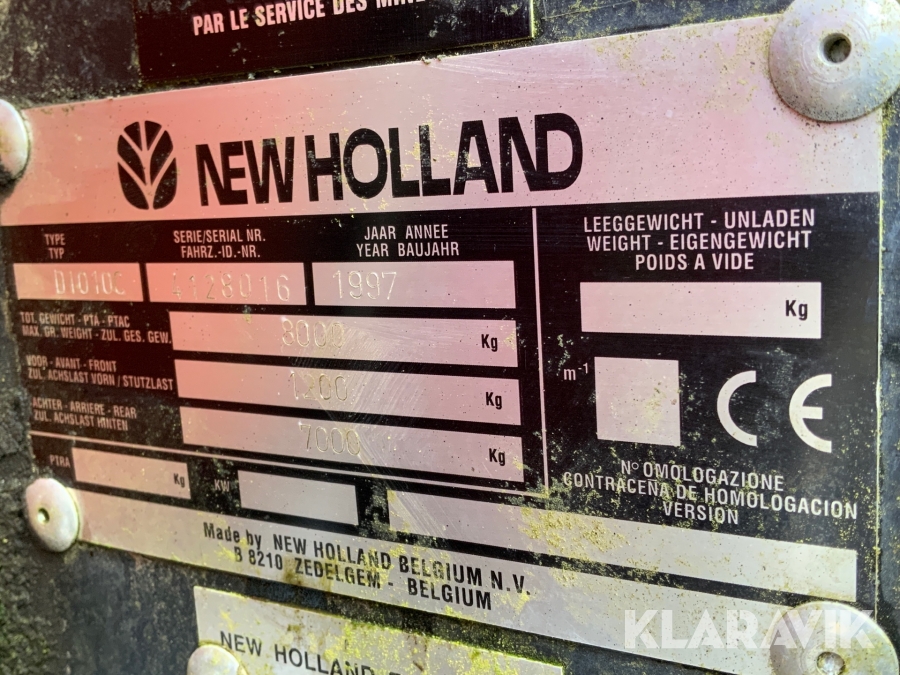 PAR LE SERVICE DES MINE
NEW HOLLAND
TYPE
TYP
SERIE/SERIAL NR.
FAHRZ.-ID.-NR.
JAAR ANNEE
YEAR BAUJAHR
LEEGGEWICHT - UNLADEN
WEIGHT - EIGENGEWICHT
POIDS A VIDE
D1010C
4128016
1997
Kg
TOT. GEWICHT - PTA - PTAC
MAX. GR. WEIGHT - ZUL. GES. GEW.
8000 Kg
VOOR - AVANT - FRONT
ZUL. ACHSLAST VORN / STUTZLAST
1200 Kg
m-1
CE
ACHTER - ARRIERE - REAR
ZUL. ACHSLAST HINTEN
7000 Kg
PTRA Kg
KW
N° OMOLOGAZIONE
CONTRACENA DE HOMOLOGACION
VERSION
Made by NEW HOLLAND BELGIUM N.V.
B 8210 ZEDELGEM - BELGIUM
NEW HOLLAND
KLARAVIK